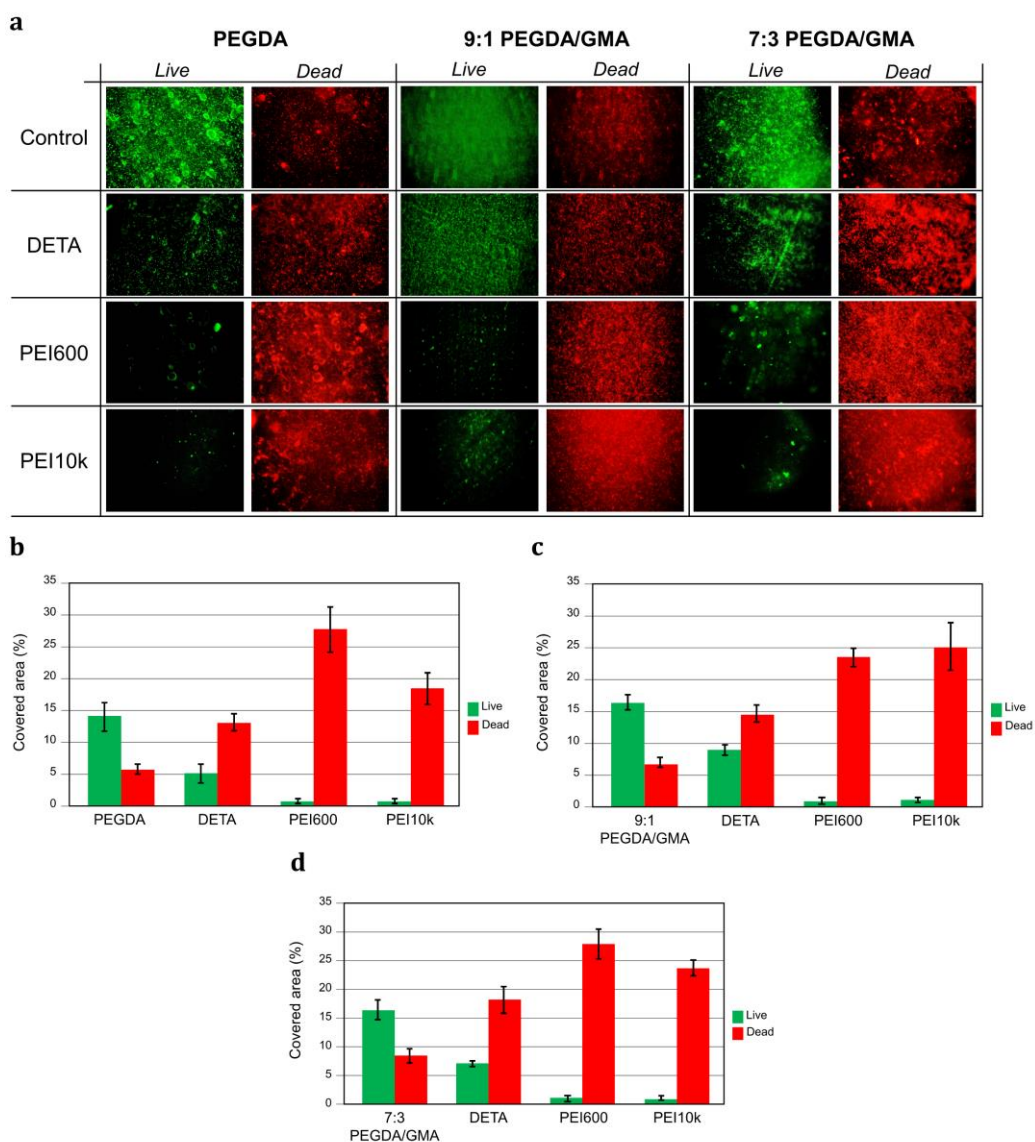 a
PEGDA 9:1 PEGDA/GMA 7:3 PEGDA/GMA
Live Dead Live Dead Live Dead
Control
DETA
PEI600
PEI10k
b
35
30
25
20
15
10
5
0
Covered area (%)
PEGDA DETA PEI600 PEI10k
Live
Dead
c
35
30
25
20
15
10
5
0
Covered area (%)
9:1 DETA PEI600 PEI10k
PEGDA/GMA
Live
Dead
d
35
30
25
20
15
10
5
0
Covered area (%)
7:3 DETA PEI600 PEI10k
PEGDA/GMA
Live
Dead